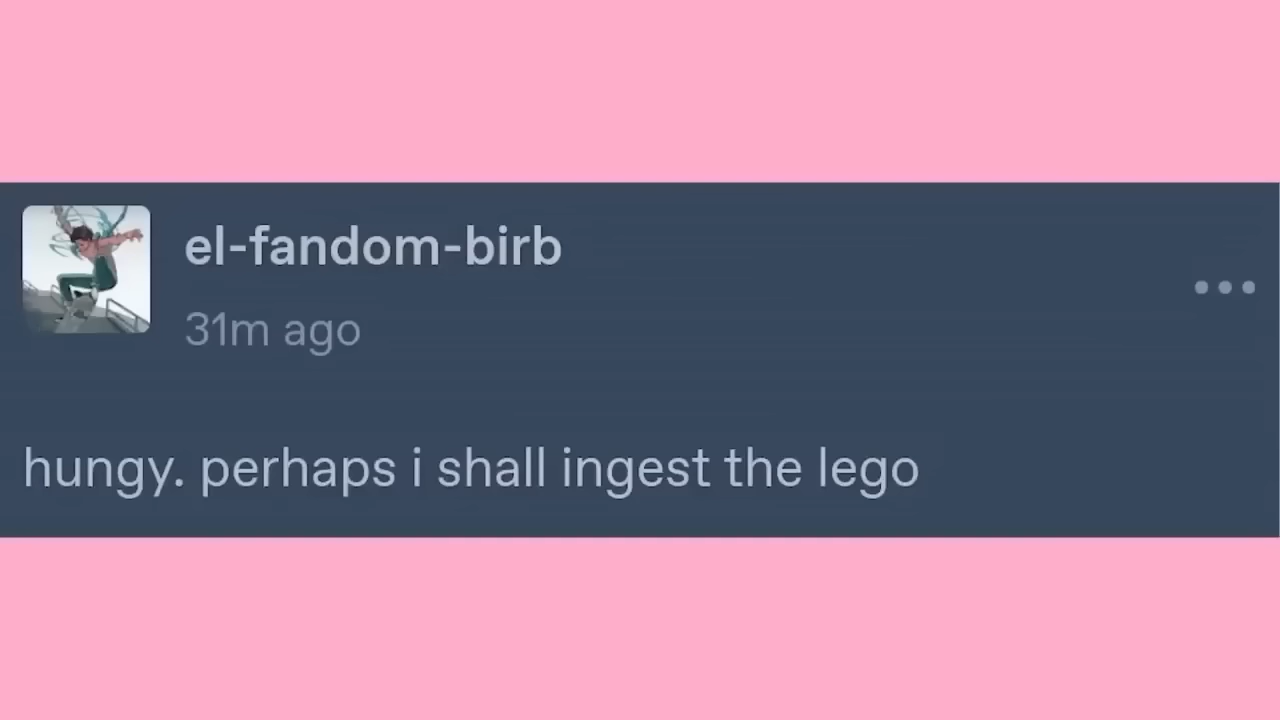 el-fandom-birb
31m ago
hungy. perhaps i shall ingest the lego